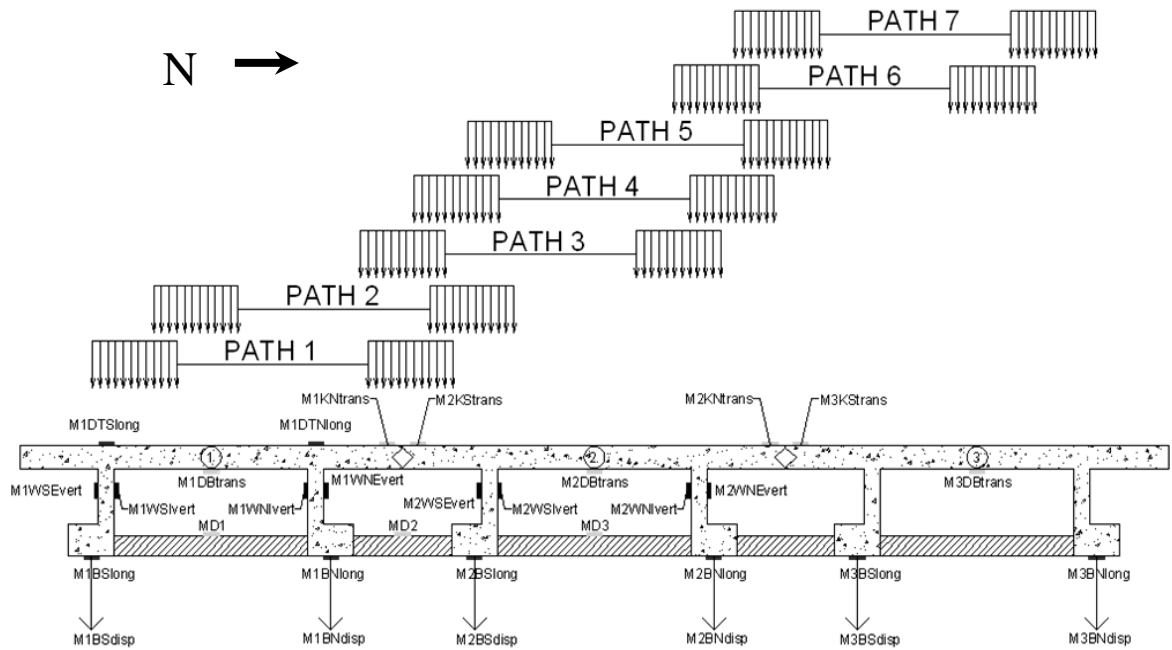 PATH 7
N
PATH 6
PATH 5
PATH 4
PATH 3
PATH 2
PATH 1
M1KNtrans
M2KStrans
M2KNtrans
M3KStrans
M1DTSlong
M1DTNlong
1
2
3
M1WSEvert
M1DBtrans
M1WNEvert
M2DBtrans
M3DBtrans
M1WSIvert
M1WNIvert
M2WSEvert
M2WSIvert
M2WNIvert
M2WNEvert
MD1
MD2
MD3
M1BSlong
M1BNlong
M2BSlong
M2BNlong
M3BSlong
M3BNlong
M1BSdisp
M1BNdisp
M2BSdisp
M2BNdisp
M3BSdisp
M3BNdisp